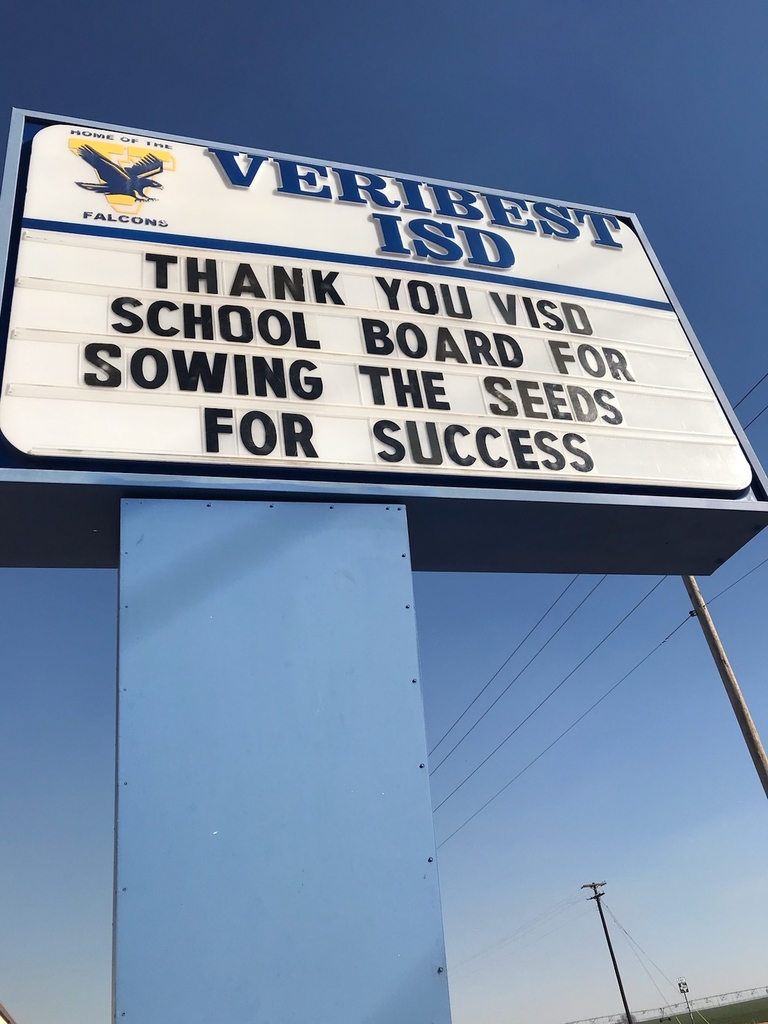 HOME OF THE
V
FALCONS
VERIBEST
ISD
THANK YOU VISD
SCHOOL BOARD FOR
SOWING THE SEEDS
FOR SUCCESS